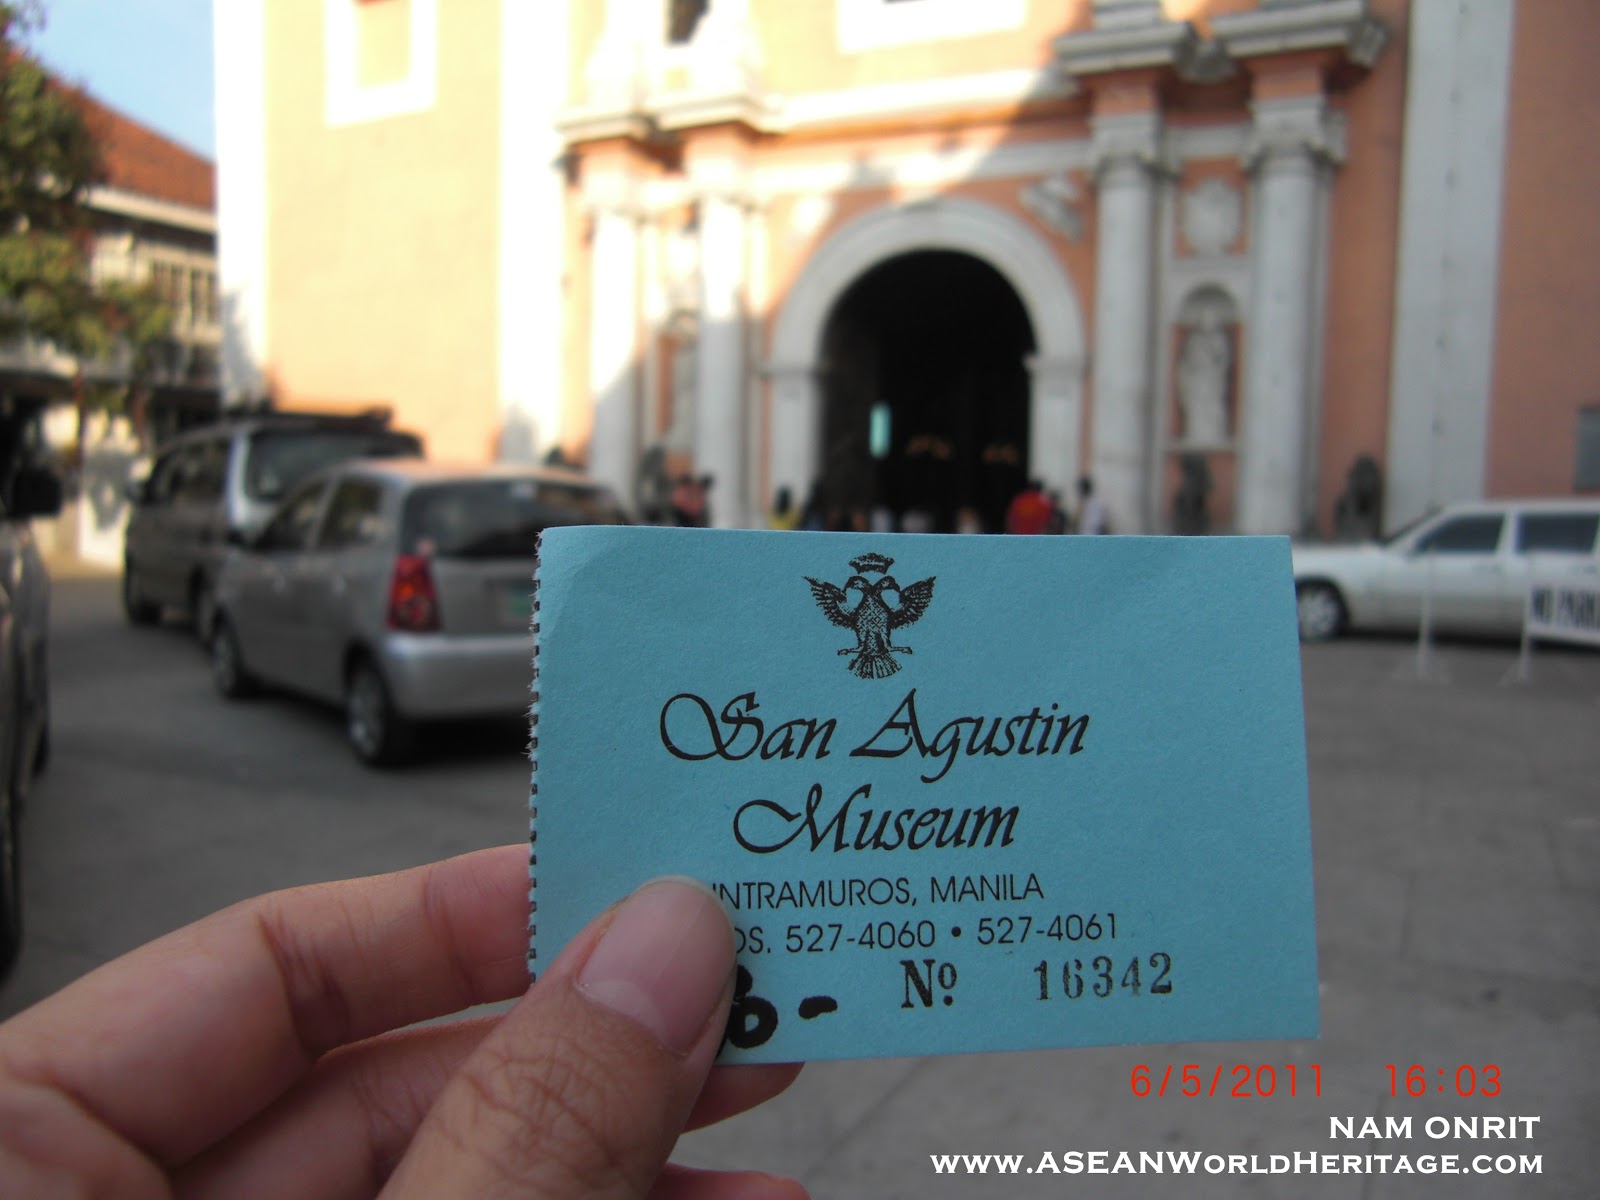 San Agustin
Museum
INTRAMUROS, MANILA
527-4060 • 527-4061
Nº 16342
NO
6/5/2011 16:03
NAM ONRIT
www.ASEANWorldHeritage.com